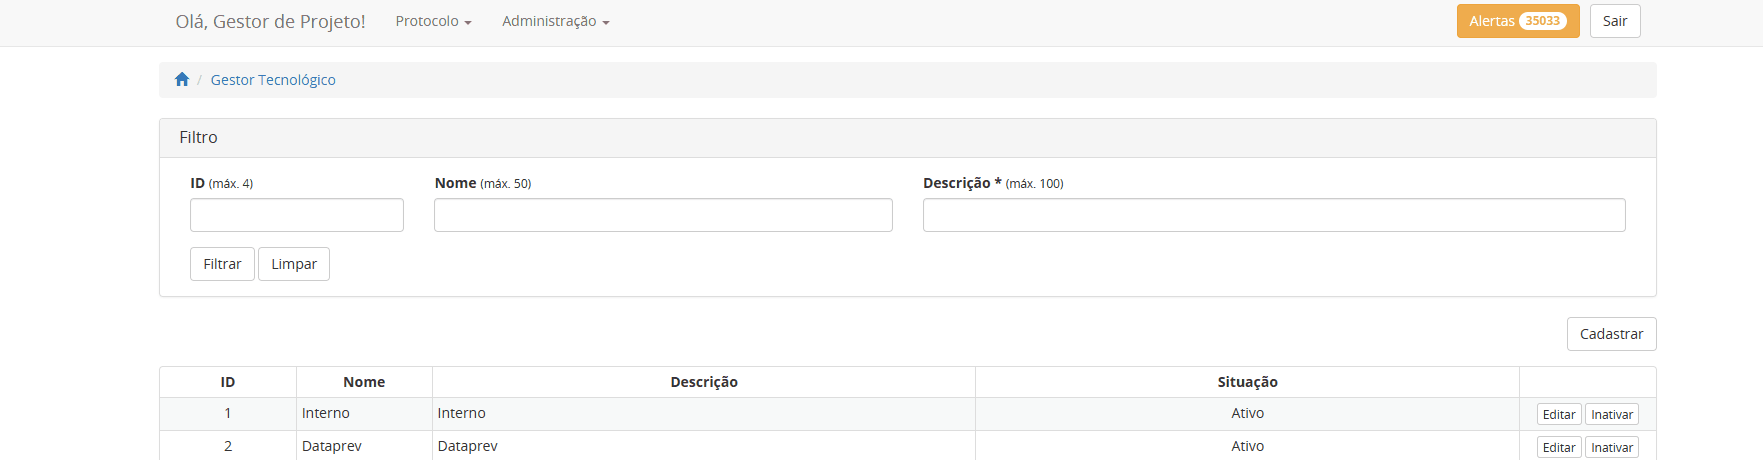 Olá, Gestor de Projeto! Protocolo Administração Alertas 35033 Sair
/ Gestor Tecnológico
Filtro
ID (máx. 4) Nome (máx. 50) Descrição * (máx. 100)
Filtrar Limpar
Cadastrar
ID Nome Descrição Situação
1 Interno Interno Ativo Editar Inativar
2 Dataprev Dataprev Ativo Editar Inativar